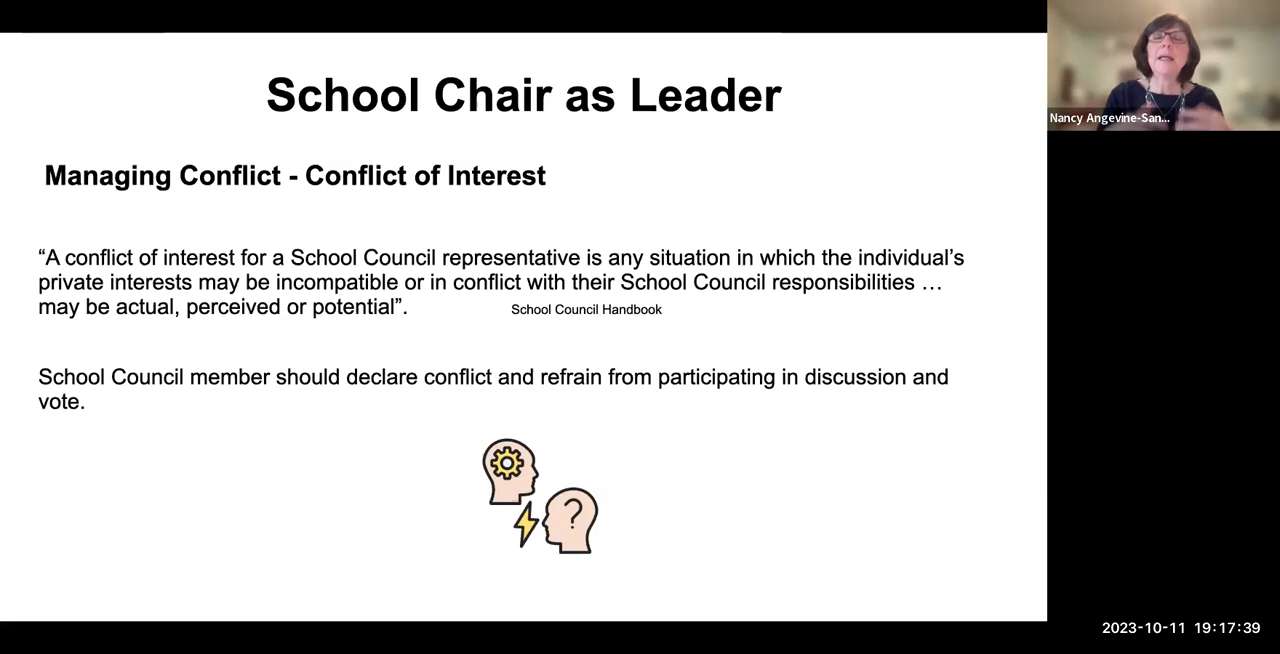 School Chair as Leader
Managing Conflict - Conflict of Interest
“A conflict of interest for a School Council representative is any situation in which the individual’s
private interests may be incompatible or in conflict with their School Council responsibilities …
may be actual, perceived or potential”.
School Council Handbook
School Council member should declare conflict and refrain from participating in discussion and
vote.
?
Nancy Angevine-San...
2023-10-11 19:17:39